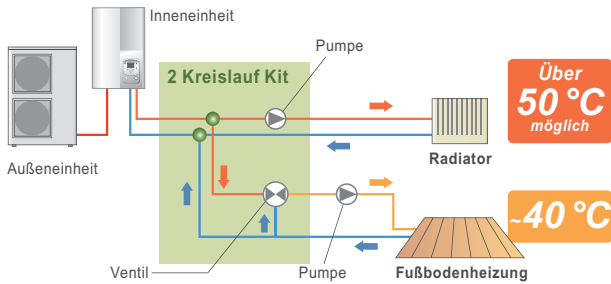 Inneneinheit
Pumpe
2 Kreislauf Kit
Über
50 °C
möglich
Außeneinheit
Radiator
~40 °C
Ventil
Pumpe
Fußbodenheizung